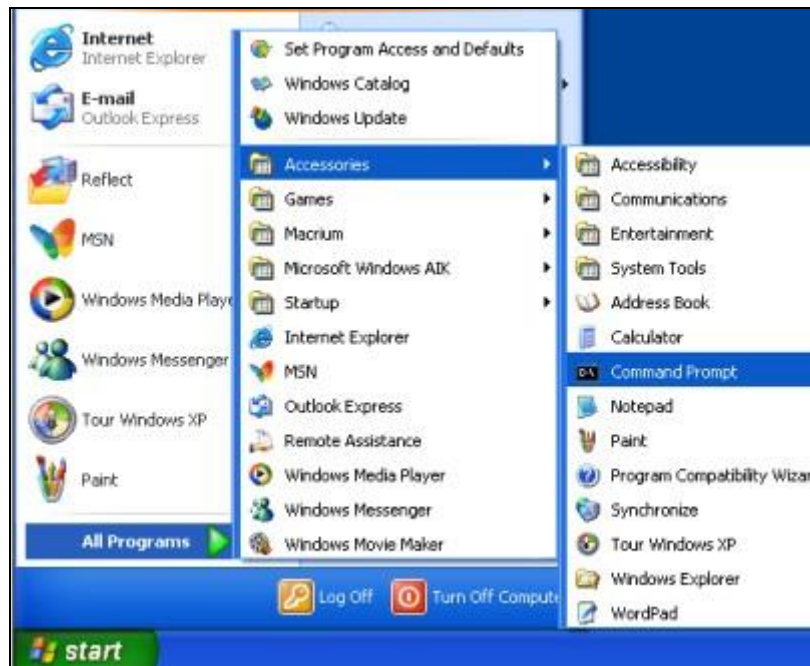 Internet
Internet Explorer
E-mail
Outlook Express
Reflect
MSN
Windows Media Playe
Windows Messenger
Tour Windows XP
Paint
All Programs
Set Program Access and Defaults
Windows Catalog
Windows Update
Accessories
Games
Macrium
Microsoft Windows AIK
Startup
Internet Explorer
MSN
Outlook Express
Remote Assistance
Windows Media Player
Windows Messenger
Windows Movie Maker
Accessibility
Communications
Entertainment
System Tools
Address Book
Calculator
Command Prompt
Notepad
Paint
Program Compatibility Wizar
Synchronize
Tour Windows XP
Windows Explorer
WordPad
Log Off
Turn Off Compute
start